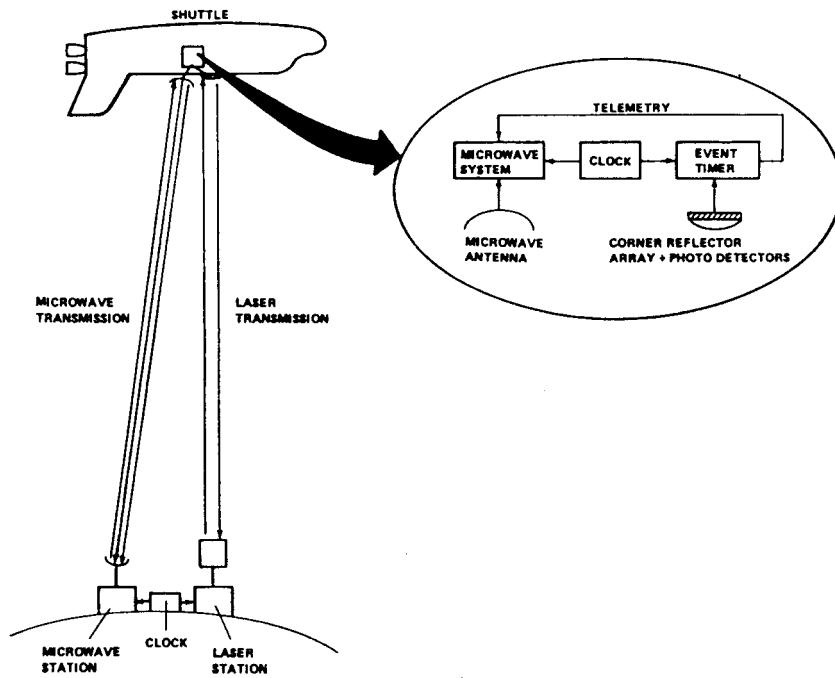 SHUTTLE
TELEMETRY
MICROWAVE
SYSTEM
CLOCK
EVENT
TIMER
MICROWAVE
ANTENNA
CORNER REFLECTOR
ARRAY + PHOTO DETECTORS
MICROWAVE
TRANSMISSION
LASER
TRANSMISSION
MICROWAVE
STATION
CLOCK
LASER
STATION